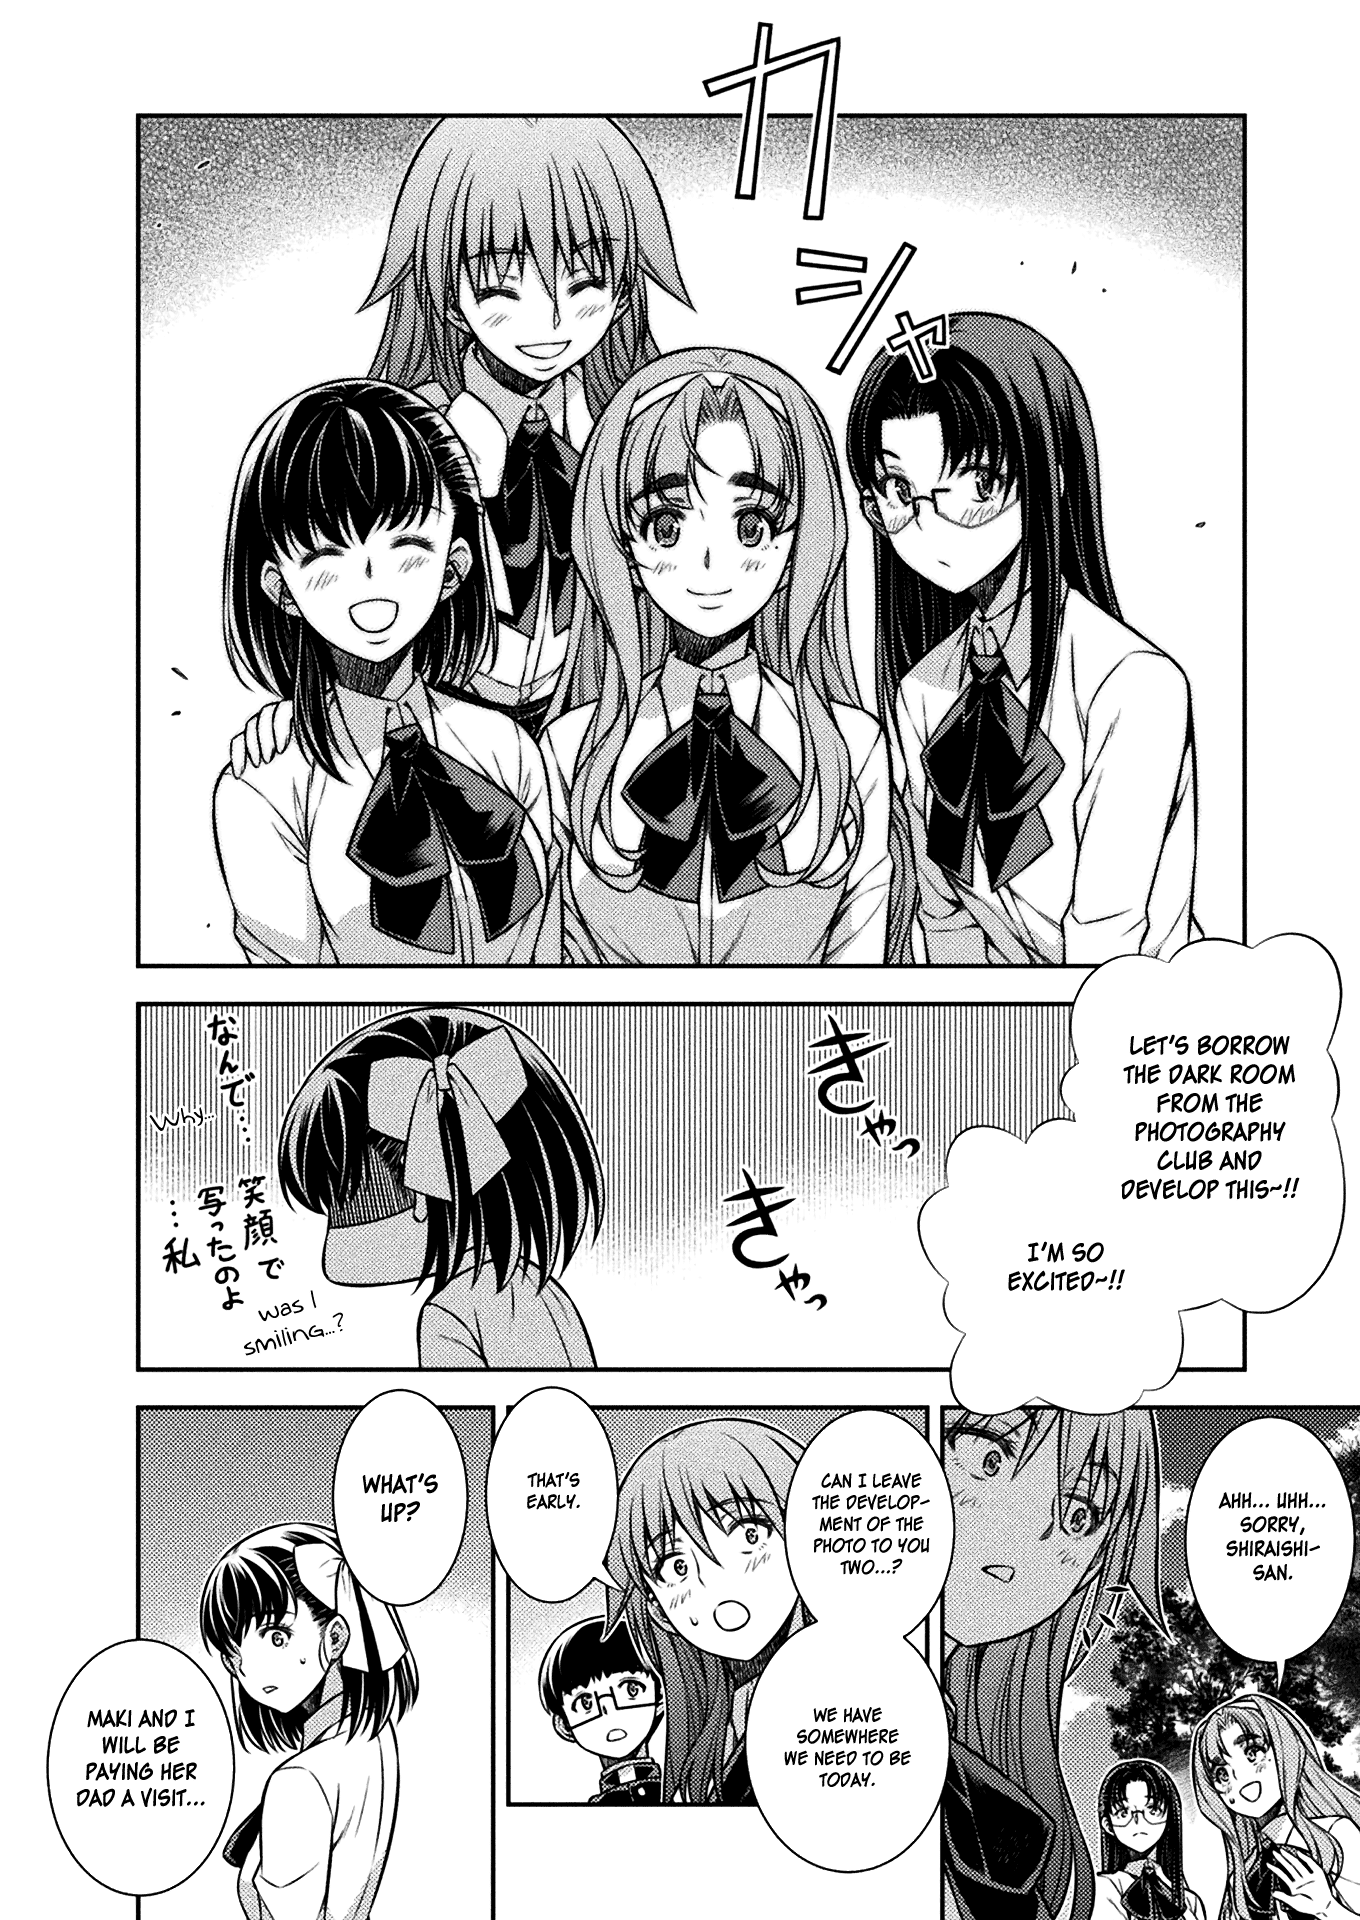 カシャ
LET'S BORROW
THE DARK ROOM
FROM THE
PHOTOGRAPHY
CLUB AND
DEVELOP THIS~!!
I'M SO
EXCITED~!!
きゃっ
きゃっ
なんで…
Why...
笑顔で
写ったのよ
…私
was I
smiling...?
AHH... UHH...
SORRY,
SHIRAISHI-
SAN.
CAN I LEAVE
THE DEVELOP-
MENT OF THE
PHOTO TO YOU
TWO...?
WE HAVE
SOMEWHERE
WE NEED TO BE
TODAY.
THAT'S
EARLY.
WHAT'S
UP?
MAKI AND I
WILL BE
PAYING HER
DAD A VISIT...